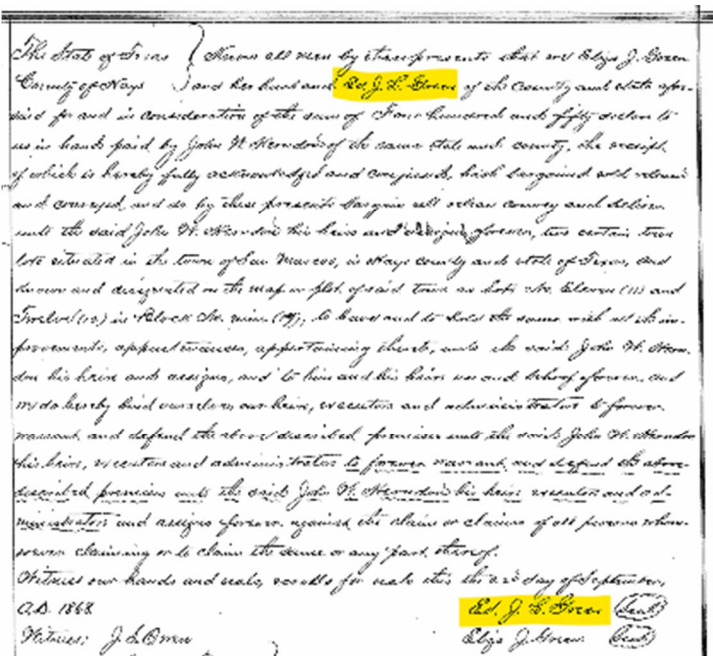 The State of Texas } Know all men by these presents that we Eliza J. Green
County of Hays } and her husband Ed. J. L. Green of the County and state afore-
said for and in consideration of the sum of Four hundred and fifty dollars to
us in hand paid by John W. Herndon of the same state and county, the receipt
of which is hereby fully acknowledged and confessed, hath bargained sold released
and conveyed, and do by these presents bargain sell release convey and deliver
unto the said John W. Herndon his heirs and assigns forever, two certain town
lots situated in the town of San Marcos, in Hays county and state of Texas, and
known and designated on the map or plat of said town as lots No. Eleven (11) and
Twelve (12) in Block No. nine (9), to have and to hold the same with all the im-
provements, appurtenances, appertaining thereto, unto the said John W. Hern-
don his heirs and assigns, and to him and his heirs use and behoof forever. and
we do hereby bind ourselves, our heirs, executors and administrators to forever
warrant, and defend the above described premises unto the said John W. Herndon
his heirs, executors and administrators to forever warrant, and defend the above
described premises unto the said John W. Herndon his heirs executors and ad-
ministrators and assigns forever against the claim or claims of all persons whom-
soever claiming or to claim the same or any part thereof.
Witness our hands and seals, scrolls for seals this the day of September,
A.D. 1868.
Ed. J. L. Green (Seal)
Witness: J. L. Owen
Eliza J. Green (Seal)